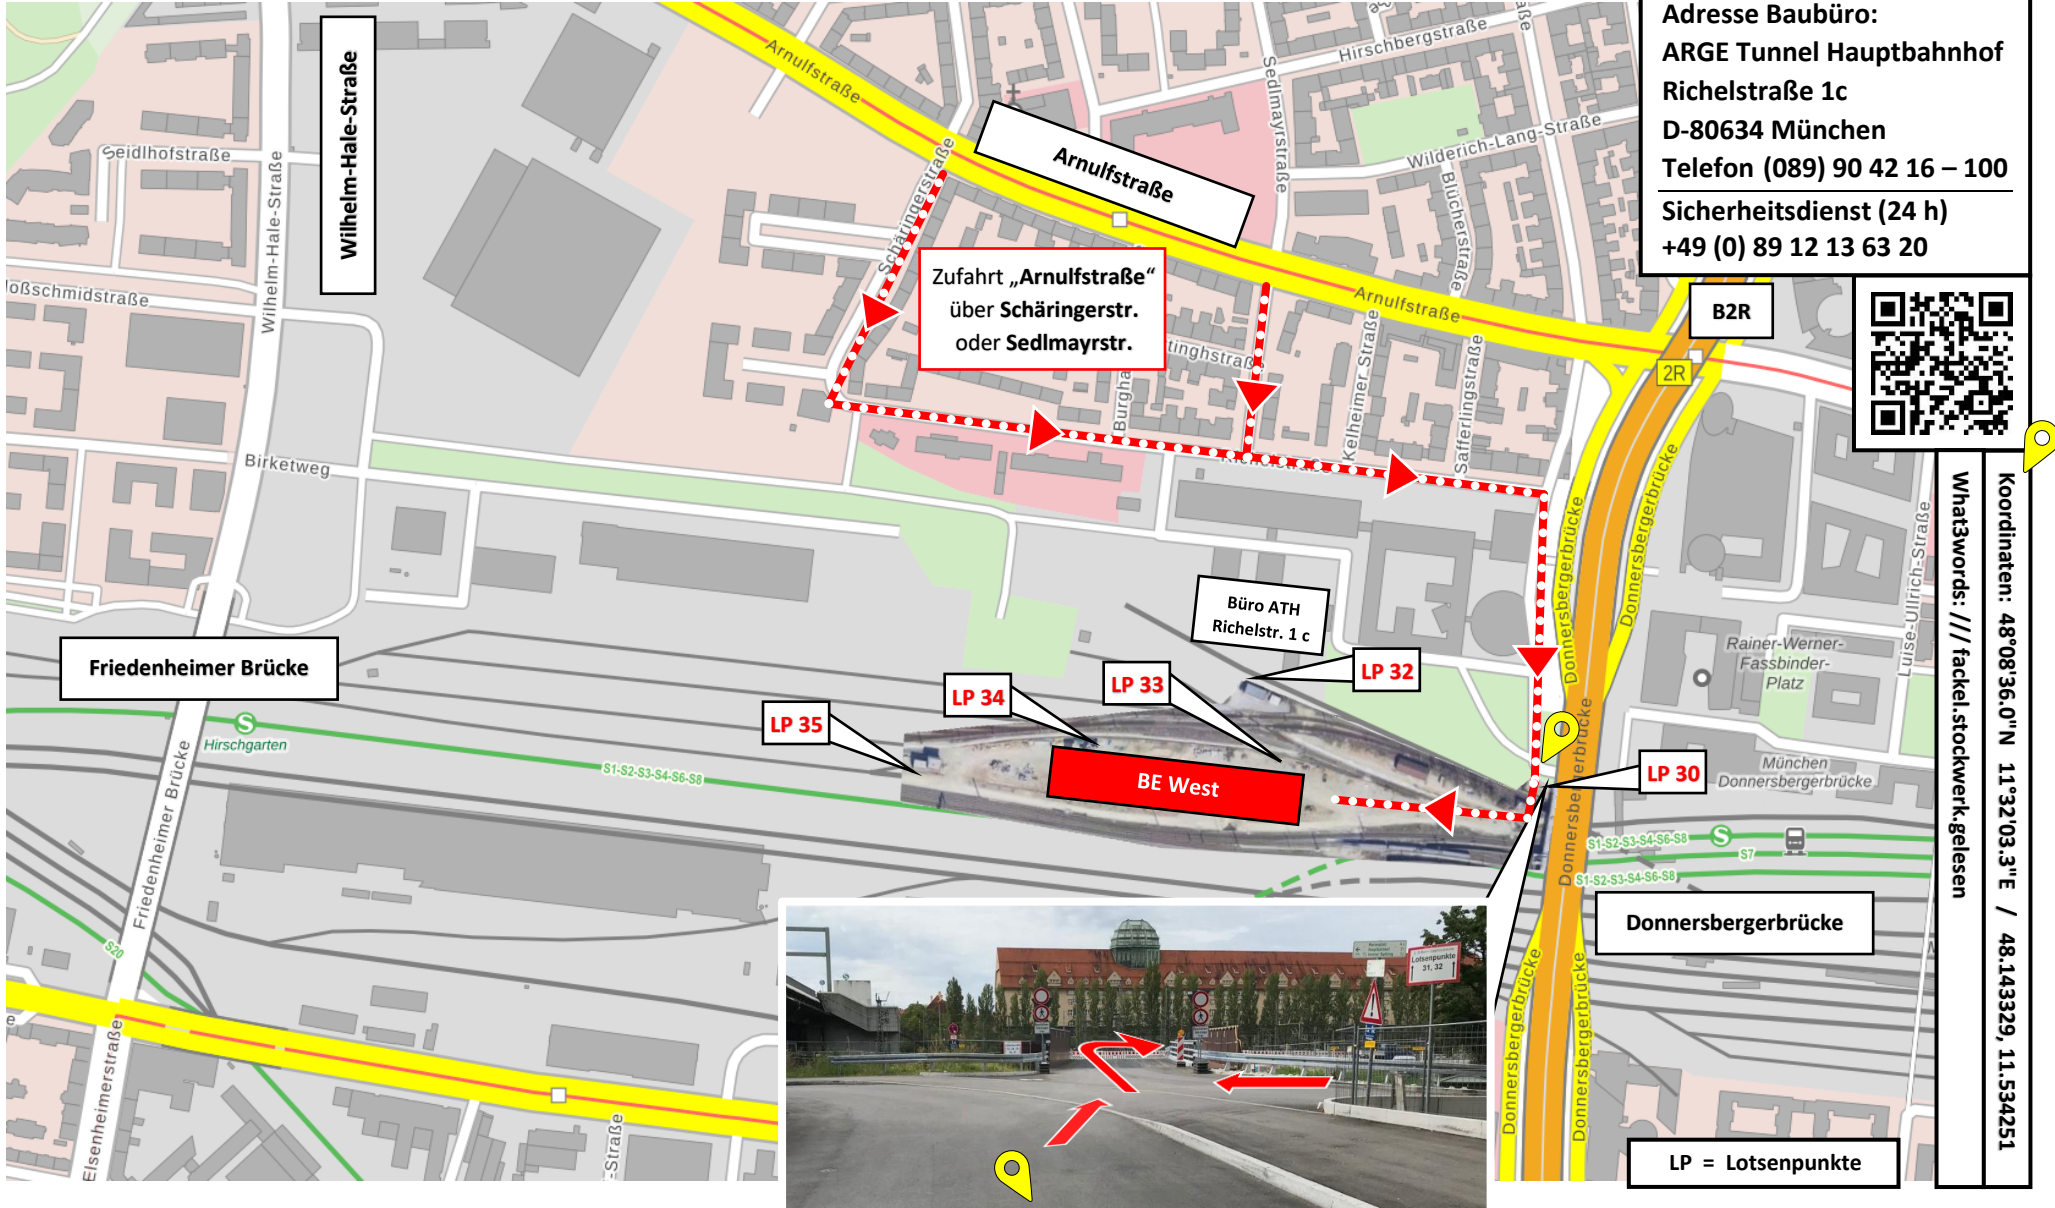 Adresse Baubüro:
ARGE Tunnel Hauptbahnhof
Richelstraße 1c
D-80634 München
Telefon (089) 90 42 16 – 100
Sicherheitsdienst (24 h)
+49 (0) 89 12 13 63 20
Koordinaten: 48°08'36.0"N 11°32'03.3"E / 48.143329, 11.534251
What3words: /// fackel.stockwerk.gelesen
Wilhelm-Hale-Straße
Arnulfstraße
B2R
Zufahrt „Arnulfstraße“
über Schäringerstr.
oder Sedlmayrstr.
Büro ATH
Richelstr. 1 c
Friedenheimer Brücke
LP 35
LP 34
LP 33
LP 32
LP 30
BE West
Donnersbergerbrücke
LP = Lotsenpunkte
Arnulfstraße
Hirschbergstraße
Sedlmayrstraße
Wilderich-Lang-Straße
Blücherstraße
Seidlhofstraße
Wilhelm-Hale-Straße
Schäringerstraße
Arnulfstraße
2R
Kelheimer Straße
Safferlingstraße
Birketweg
Donnersbergerbrücke
Donnersbergerbrücke
Luise-Ullrich-Straße
Rainer-Werner-
Fassbinder-
Platz
S
Hirschgarten
S1-S2-S3-S4-S6-S8
Friedenheimer Brücke
Donnersbergerbrücke
München
Donnersbergerbrücke
S1-S2-S3-S4-S6-S8
S
S7
S1-S2-S3-S4-S6-S8
S20
Elsenheimerstraße
-Straße
Donnersbergerbrücke
Donnersbergerbrücke
Lotsenpunkte
31, 32